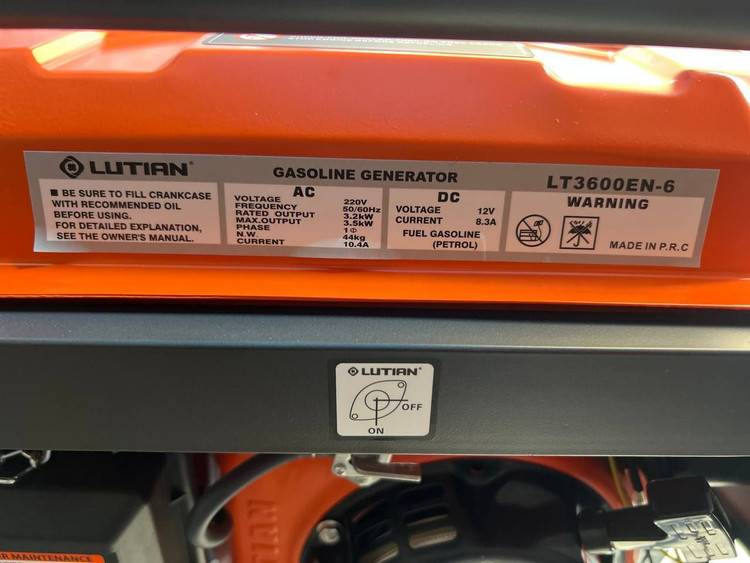 LUTIAN®
GASOLINE GENERATOR
LT3600EN-6
■ BE SURE TO FILL CRANKCASE
WITH RECOMMENDED OIL
BEFORE USING.
FOR DETAILED EXPLANATION,
SEE THE OWNER'S MANUAL.
AC
VOLTAGE 220V
FREQUENCY 50/60Hz
RATED OUTPUT 3.2kW
MAX.OUTPUT 3.5kW
PHASE 1Φ
N.W. 44kg
CURRENT 10.4A
DC
VOLTAGE 12V
CURRENT 8.3A
FUEL GASOLINE
(PETROL)
WARNING
MADE IN P.R.C
LUTIAN®
OFF
ON
TIAN
R MAINTENANCE